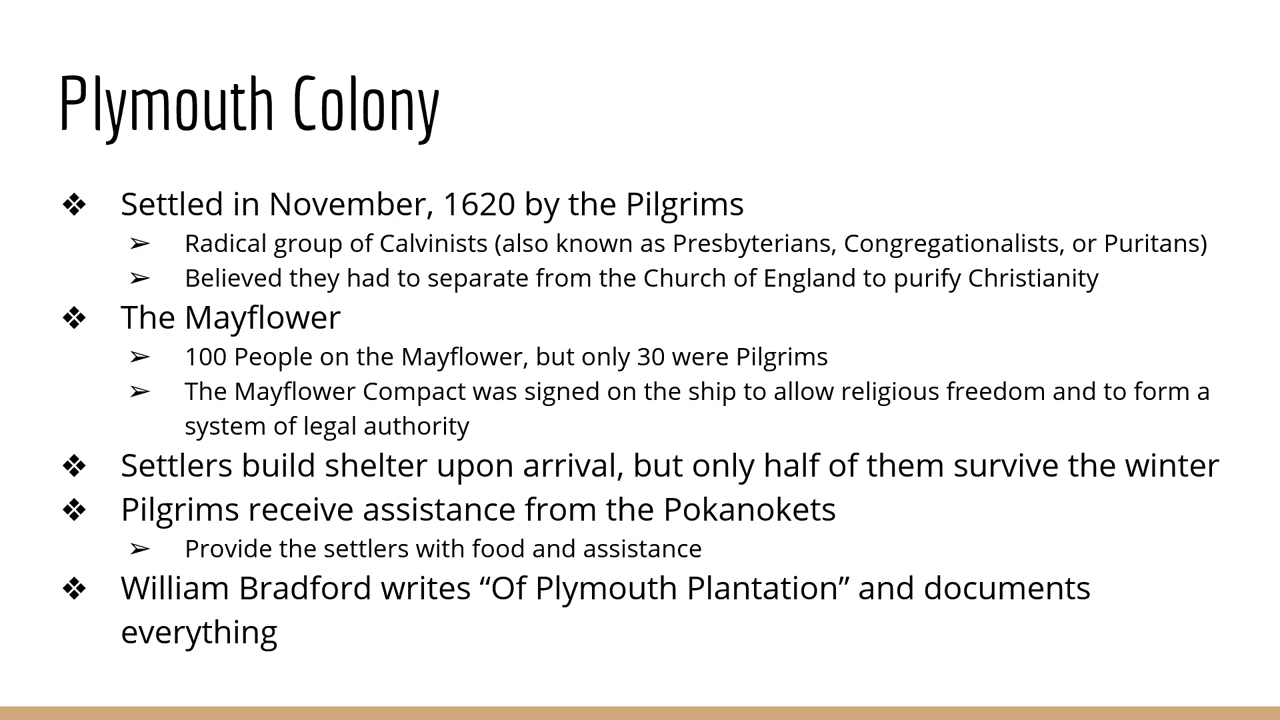 Plymouth Colony
❖ Settled in November, 1620 by the Pilgrims
➢ Radical group of Calvinists (also known as Presbyterians, Congregationalists, or Puritans)
➢ Believed they had to separate from the Church of England to purify Christianity
❖ The Mayflower
➢ 100 People on the Mayflower, but only 30 were Pilgrims
➢ The Mayflower Compact was signed on the ship to allow religious freedom and to form a
system of legal authority
❖ Settlers build shelter upon arrival, but only half of them survive the winter
❖ Pilgrims receive assistance from the Pokanokets
➢ Provide the settlers with food and assistance
❖ William Bradford writes “Of Plymouth Plantation” and documents
everything